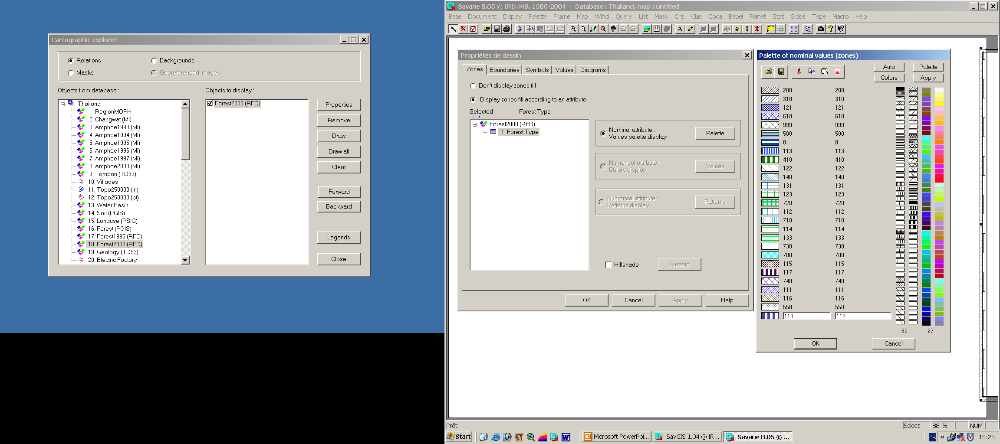 Cartographic explorer
Relations
Backgrounds
Masks
Georeferenced Images
Objects from database :
Objects to display :
Thailand
1. RegionMOPH
2. Changwat (MI)
3. Amphoe1993 (MI)
4. Amphoe1994 (MI)
5. Amphoe1995 (MI)
6. Amphoe1996 (MI)
7. Amphoe1997 (MI)
8. Amphoe2000 (MI)
9. Tambon (TD93)
10. Villages
11. Topo250000 (ln)
12. Topo250000 (pt)
13. Water Basin
14. Soil (PGIS)
15. Landuse (PSIG)
16. Forest (PGIS)
17. Forest1995 (RFD)
18. Forest2000 (RFD)
19. Geology (TD93)
20. Electric Factory
Forest2000 (RFD)
Properties
Remove
Draw
Draw all
Clear
Forward
Backward
Legends
Close
Savane 8.05 © IRD/MS, 1986-2004 - Database : Thailand, map : untitled
Base Document Display Palette Frame Map Wind Query List Mask Cris Clas Coca Babel Planet Stat Globe Type Macro Help
Propriétés de dessin
Zones Boundaries Symbols Values Diagrams
Don't display zones fill
Display zones fill according to an attribute
Selected
Forest Type
Forest2000 (RFD)
1. Forest Type
Nominal attribute :
Values palette display
Palette
Numerical attribute :
Colors display
Values
Numerical attribute :
Patterns display
Patterns
Hillshade
Mosaic
OK Cancel Apply Help
Palette of nominal values (zones)
Auto Palette
Colors Apply
200 200
310 310
121 121
610 610
999 999
500 500
0 0
113 113
410 410
122 122
140 140
131 131
123 123
720 720
112 112
710 710
114 114
133 133
730 730
700 700
115 115
117 117
740 740
111 111
116 116
550 550
118 118
80 27
OK Cancel
Prêt
Select 88 % NUM
Start
Microsoft PowerPoi...
SavGIS 1.04 © IR...
Savane 8.05 © ...
FR « 15:25